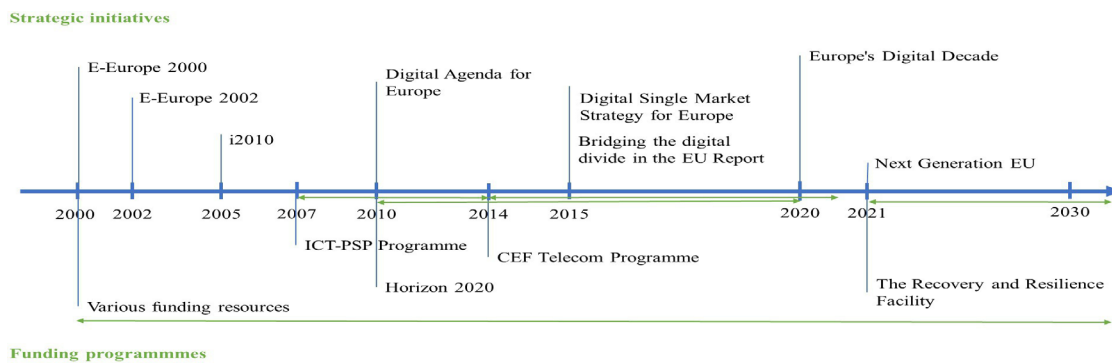 Strategic initiatives
E-Europe 2000
E-Europe 2002
i2010
Digital Agenda for
Europe
Digital Single Market
Strategy for Europe
Bridging the digital
divide in the EU Report
Europe's Digital Decade
Next Generation EU
2000 2002 2005 2007 2010 2014 2015 2020 2021 2030
ICT-PSP Programme
CEF Telecom Programme
Horizon 2020
Various funding resources
The Recovery and Resilience
Facility
Funding programmmes